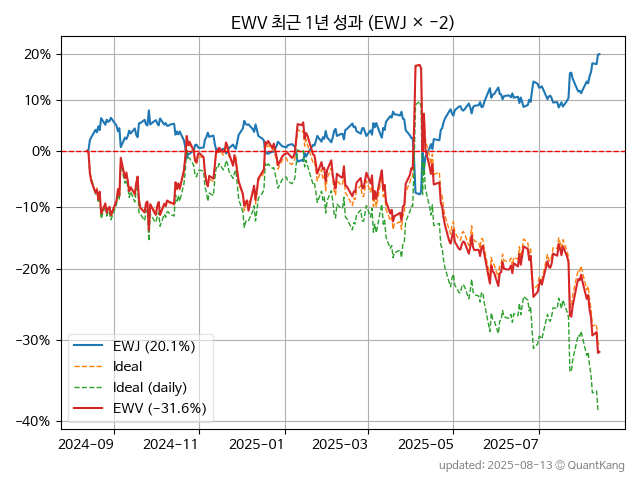 EWV 최근 1년 성과 (EWJ × −2)
20%
10%
0%
−10%
−20%
−30%
−40%
EWJ (20.1%)
Ideal
Ideal (daily)
EWV (−31.6%)
2024−09
2024−11
2025−01
2025−03
2025−05
2025−07
updated: 2025-08-13 © QuantKang